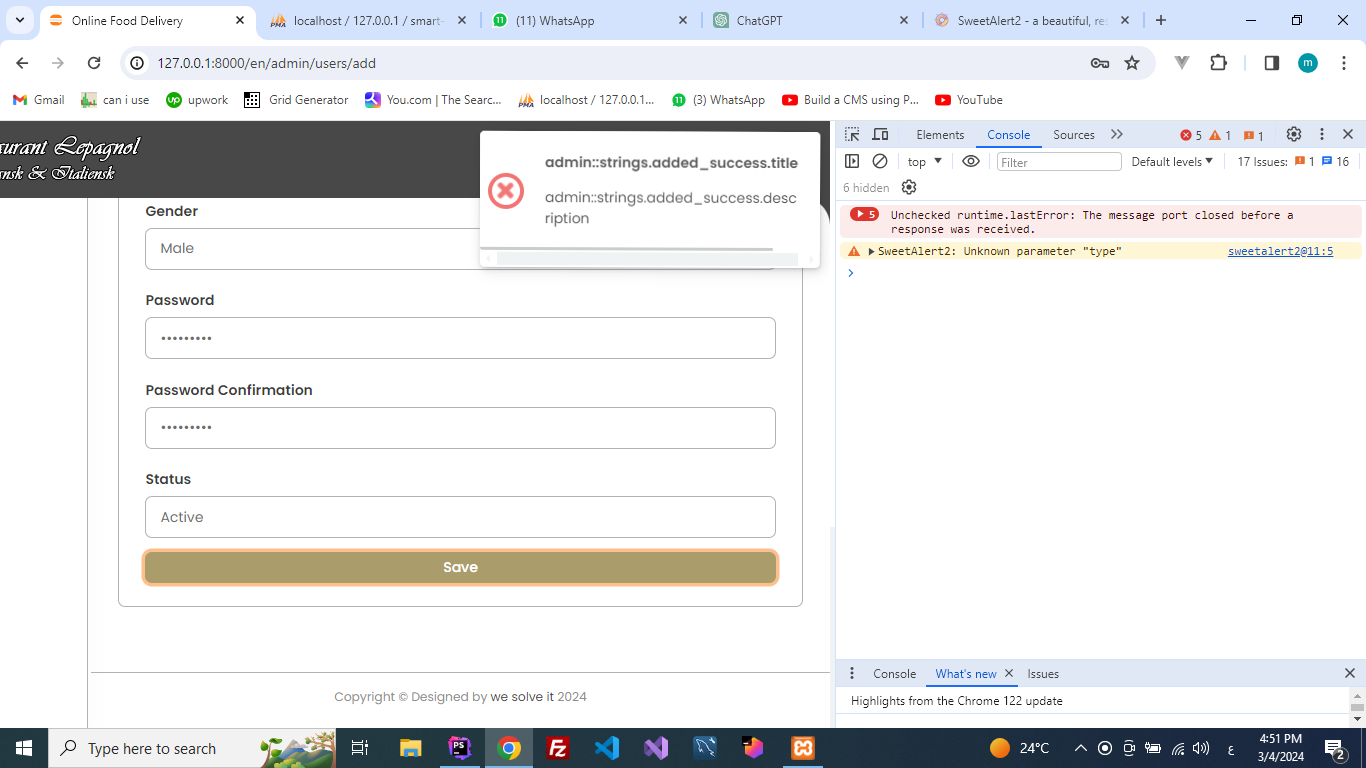 Online Food Delivery
localhost / 127.0.0.1 / smart-
(11) WhatsApp
ChatGPT
SweetAlert2 - a beautiful, res
127.0.0.1:8000/en/admin/users/add
m
Gmail
can i use
upwork
Grid Generator
You.com | The Searc...
localhost / 127.0.0.1...
(3) WhatsApp
Build a CMS using P...
YouTube
urant Lepagnol
ansk & Italiensk
admin::strings.added_success.title
admin::strings.added_success.desc
ription
Gender
Male
Password
Password Confirmation
Status
Active
Save
Copyright © Designed by we solve it 2024
Elements
Console
Sources
5
1
1
top
Filter
Default levels
17 Issues:
1
16
6 hidden
5
Unchecked runtime.lastError: The message port closed before a
response was received.
SweetAlert2: Unknown parameter "type"
sweetalert2@11:5
Console
What's new
Issues
Highlights from the Chrome 122 update
Type here to search
24°C
ع
4:51 PM
3/4/2024
2